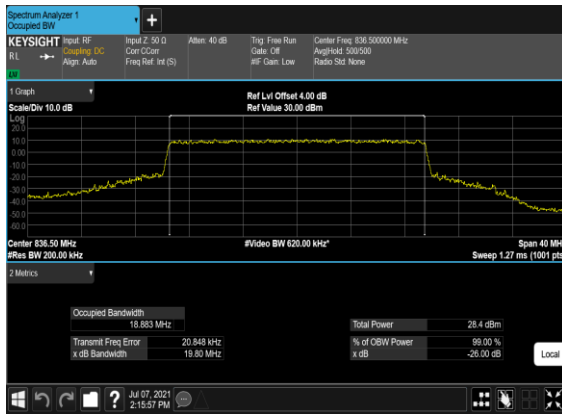 Spectrum Analyzer 1
Occupied BW
KEYSIGHT
RL
Input: RF
Coupling: DC
Align: Auto
Input Z: 50 Ω
Corr CCorr
Freq Ref: Int (S)
Atten: 40 dB
Trig: Free Run
Gate: Off
#IF Gain: Low
Center Freq: 836.500000 MHz
Avg|Hold: 500/500
Radio Std: None
1 Graph
Scale/Div 10.0 dB
Ref Lvl Offset 4.00 dB
Ref Value 30.00 dBm
Log
20.0
10.0
0.00
-10.0
-20.0
-30.0
-40.0
-50.0
-60.0
Center 836.50 MHz
#Res BW 200.00 kHz
#Video BW 620.00 kHz*
Span 40 MH
Sweep 1.27 ms (1001 pts
2 Metrics
Occupied Bandwidth
18.883 MHz
Transmit Freq Error 20.848 kHz
x dB Bandwidth 19.80 MHz
Total Power 28.4 dBm
% of OBW Power 99.00 %
x dB -26.00 dB
Local
?
Jul 07, 2021
2:15:57 PM